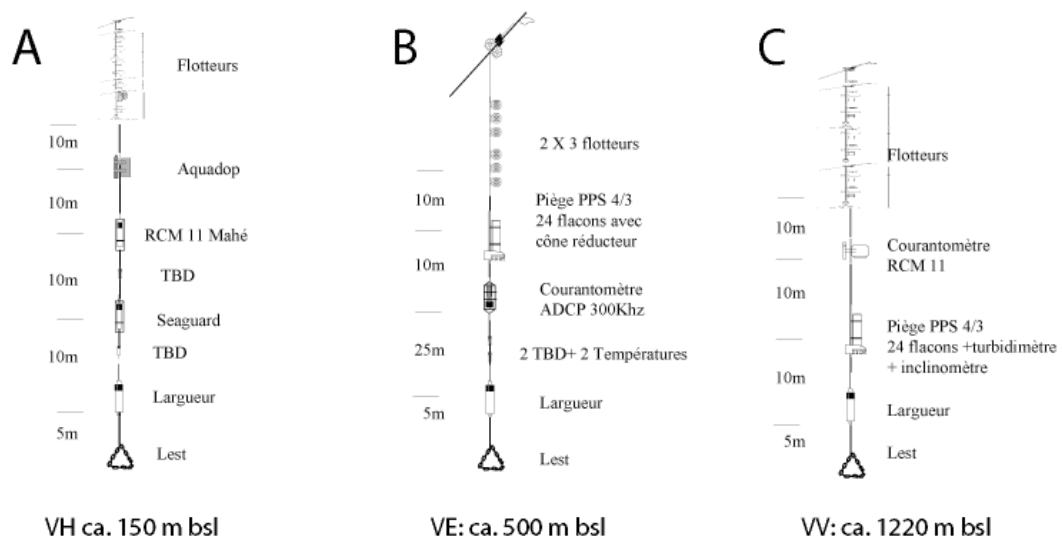 A
Flotteurs
10m
Aquadop
10m
RCM 11 Mahé
10m
TBD
Seaguard
10m
TBD
Largueur
5m
Lest
VH ca. 150 m bsl
B
2 X 3 flotteurs
10m
Piège PPS 4/3
24 flacons avec
cône réducteur
10m
Courantomètre
ADCP 300Khz
25m
2 TBD+ 2 Températures
Largueur
5m
Lest
VE: ca. 500 m bsl
C
Flotteurs
10m
Courantomètre
RCM 11
10m
Piège PPS 4/3
24 flacons +turbidimètre
+ inclinomètre
10m
Largueur
5m
Lest
VV: ca. 1220 m bsl